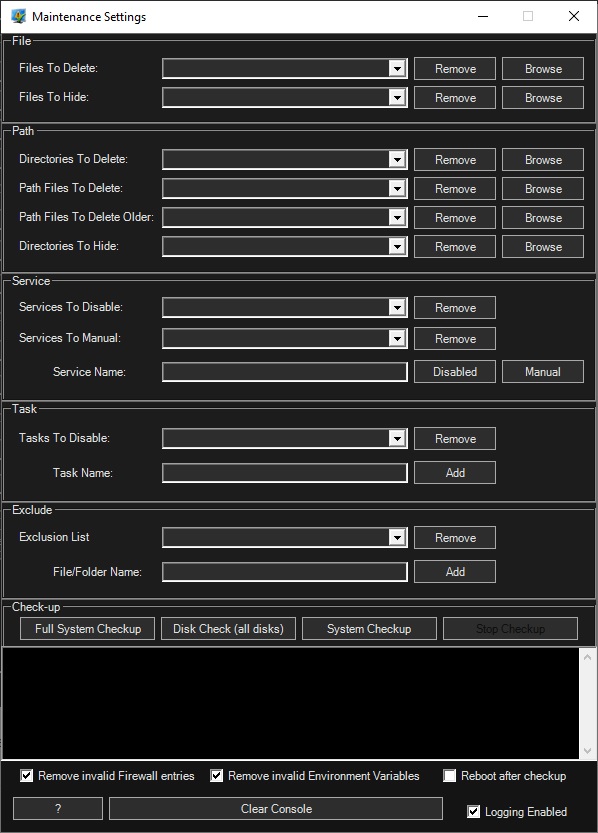 Maintenance Settings
File
Files To Delete: Remove Browse
Files To Hide: Remove Browse
Path
Directories To Delete: Remove Browse
Path Files To Delete: Remove Browse
Path Files To Delete Older: Remove Browse
Directories To Hide: Remove Browse
Service
Services To Disable: Remove
Services To Manual: Remove
Service Name: Disabled Manual
Task
Tasks To Disable: Remove
Task Name: Add
Exclude
Exclusion List Remove
File/Folder Name: Add
Check-up
Full System Checkup Disk Check (all disks) System Checkup Stop Checkup
Remove invalid Firewall entries Remove invalid Environment Variables Reboot after checkup
? Clear Console Logging Enabled